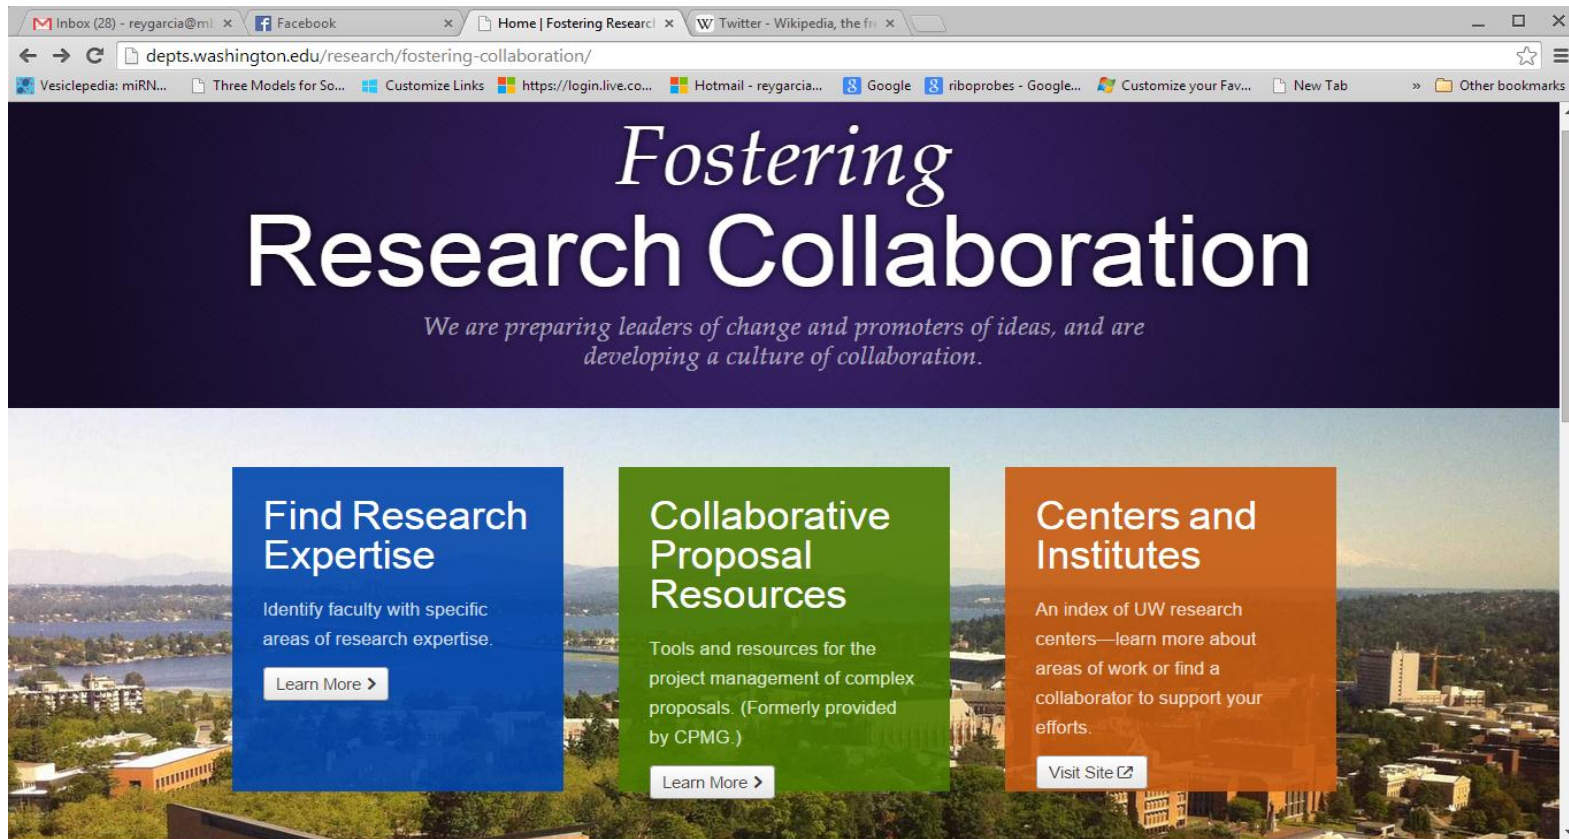 Inbox (28) - reygarcia@m
Facebook
Home | Fostering Research
Twitter - Wikipedia, the fr
depts.washington.edu/research/fostering-collaboration/
Vesiclepedia: miRN...
Three Models for So...
Customize Links
https://login.live.co...
Hotmail - reygarcia...
Google
riboprobes - Google...
Customize your Fav...
New Tab
»
Other bookmarks
Fostering
Research Collaboration
We are preparing leaders of change and promoters of ideas, and are
developing a culture of collaboration.
Find Research
Expertise
Identify faculty with specific
areas of research expertise.
Learn More
Collaborative
Proposal
Resources
Tools and resources for the
project management of complex
proposals. (Formerly provided
by CPMG.)
Learn More
Centers and
Institutes
An index of UW research
centers—learn more about
areas of work or find a
collaborator to support your
efforts.
Visit Site